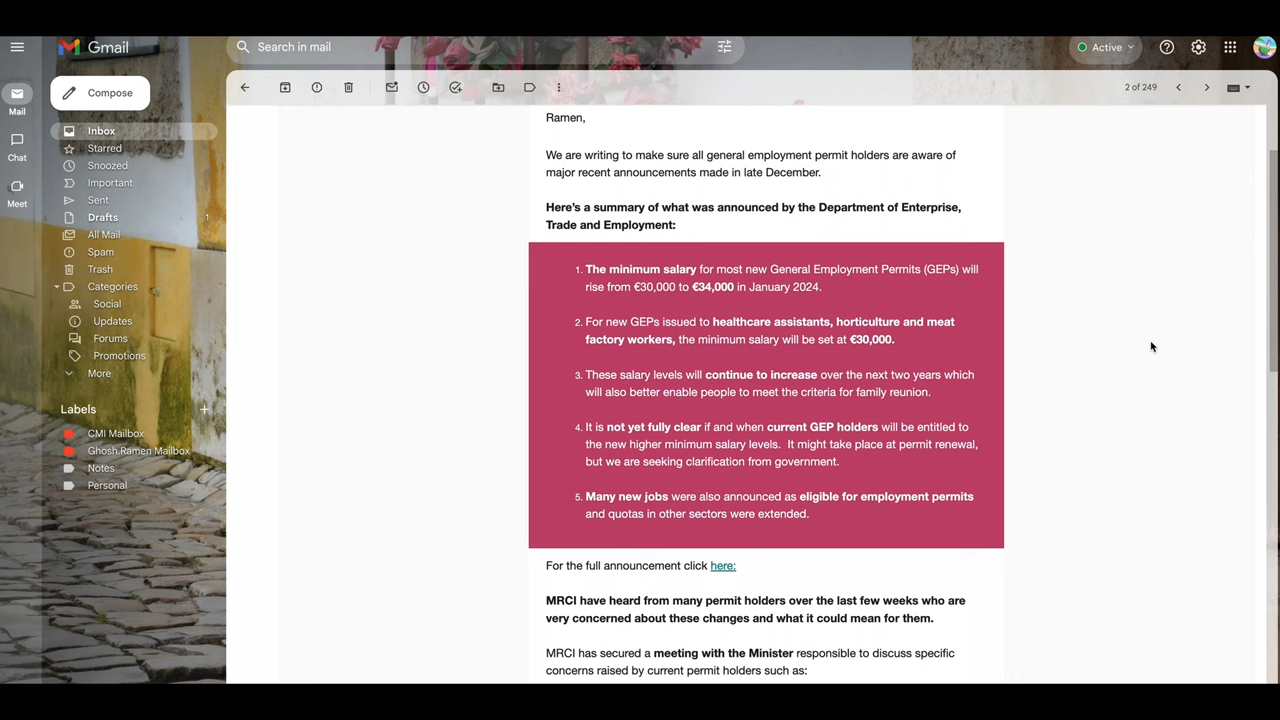 Gmail
Search in mail
Active
Mail
Compose
2 of 249
Chat
Meet
Inbox
Starred
Snoozed
Important
Sent
Drafts 1
All Mail
Spam
Trash
Categories
Social
Updates
Forums
Promotions
More
Labels
CMI Mailbox
Ghosh.Ramen Mailbox
Notes
Personal
Ramen,
We are writing to make sure all general employment permit holders are aware of
major recent announcements made in late December.
Here's a summary of what was announced by the Department of Enterprise,
Trade and Employment:
1. The minimum salary for most new General Employment Permits (GEPs) will
rise from €30,000 to €34,000 in January 2024.
2. For new GEPs issued to healthcare assistants, horticulture and meat
factory workers, the minimum salary will be set at €30,000.
3. These salary levels will continue to increase over the next two years which
will also better enable people to meet the criteria for family reunion.
4. It is not yet fully clear if and when current GEP holders will be entitled to
the new higher minimum salary levels. It might take place at permit renewal,
but we are seeking clarification from government.
5. Many new jobs were also announced as eligible for employment permits
and quotas in other sectors were extended.
For the full announcement click here:
MRCI have heard from many permit holders over the last few weeks who are
very concerned about these changes and what it could mean for them.
MRCI has secured a meeting with the Minister responsible to discuss specific
concerns raised by current permit holders such as: